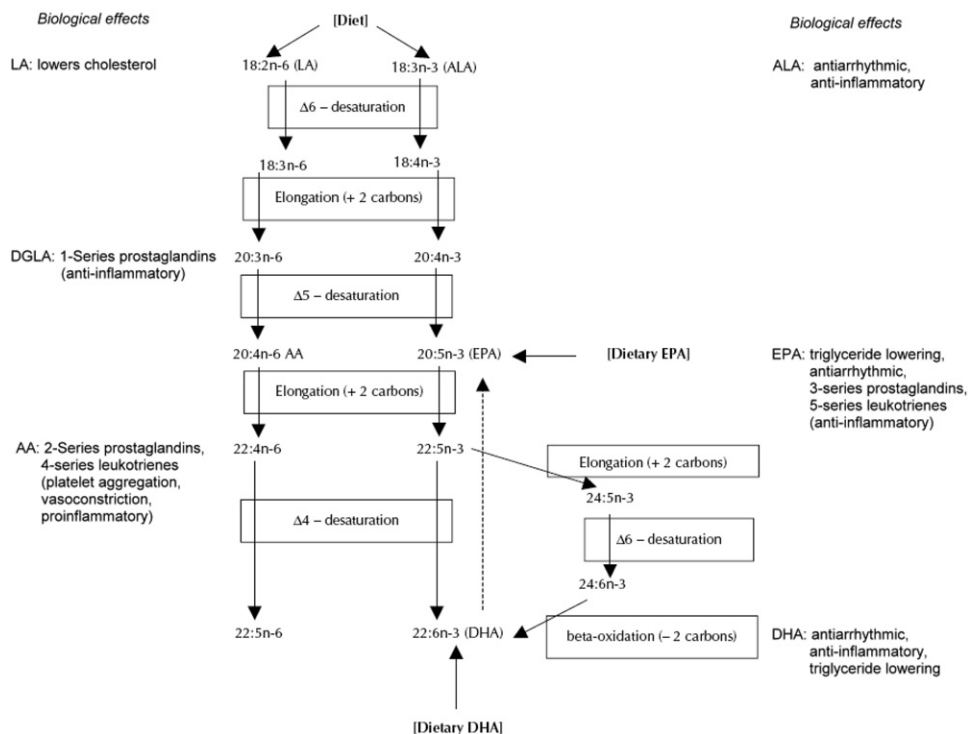 Biological effects
[Diet]
Biological effects
LA: lowers cholesterol
18:2n-6 (LA)
18:3n-3 (ALA)
ALA: antiarrhythmic,
anti-inflammatory
Δ6 – desaturation
18:3n-6
18:4n-3
Elongation (+ 2 carbons)
DGLA: 1-Series prostaglandins
(anti-inflammatory)
20:3n-6
20:4n-3
Δ5 – desaturation
20:4n-6 AA
20:5n-3 (EPA)
[Dietary EPA]
EPA: triglyceride lowering,
antiarrhythmic,
3-series prostaglandins,
5-series leukotrienes
(anti-inflammatory)
Elongation (+ 2 carbons)
AA: 2-Series prostaglandins,
4-series leukotrienes
(platelet aggregation,
vasoconstriction,
proinflammatory)
22:4n-6
22:5n-3
Elongation (+ 2 carbons)
24:5n-3
Δ4 – desaturation
Δ6 – desaturation
24:6n-3
22:5n-6
22:6n-3 (DHA)
beta-oxidation (– 2 carbons)
DHA: antiarrhythmic,
anti-inflammatory,
triglyceride lowering
[Dietary DHA]